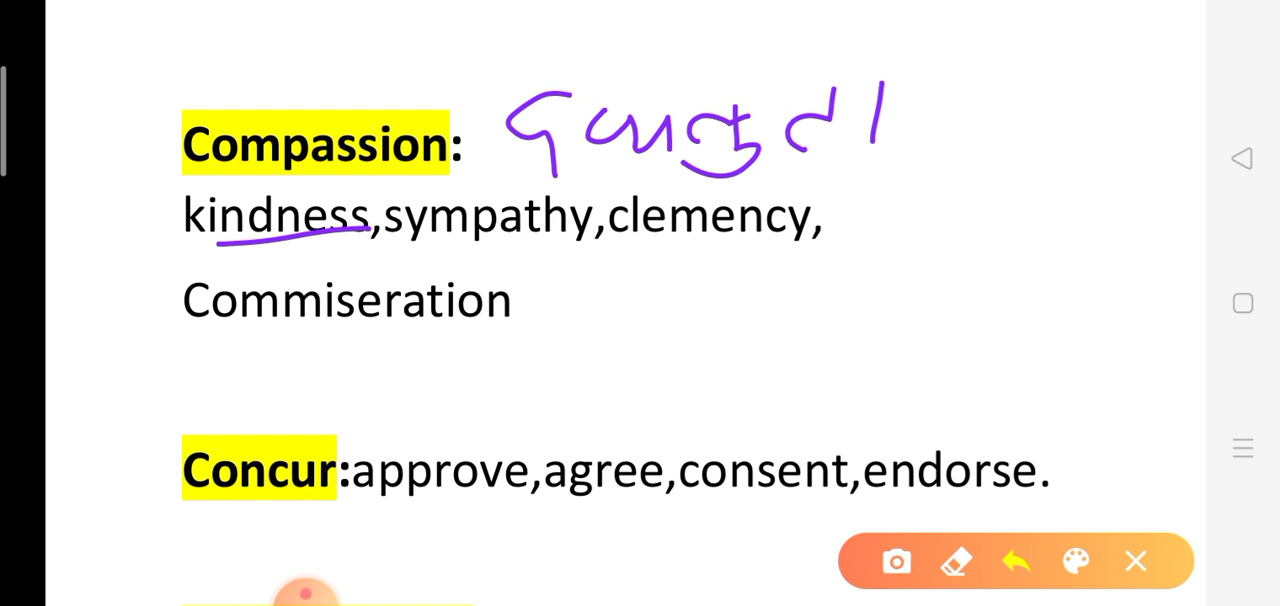 Compassion:
kindness,sympathy,clemency,
Commiseration
Concur:approve,agree,consent,endorse.